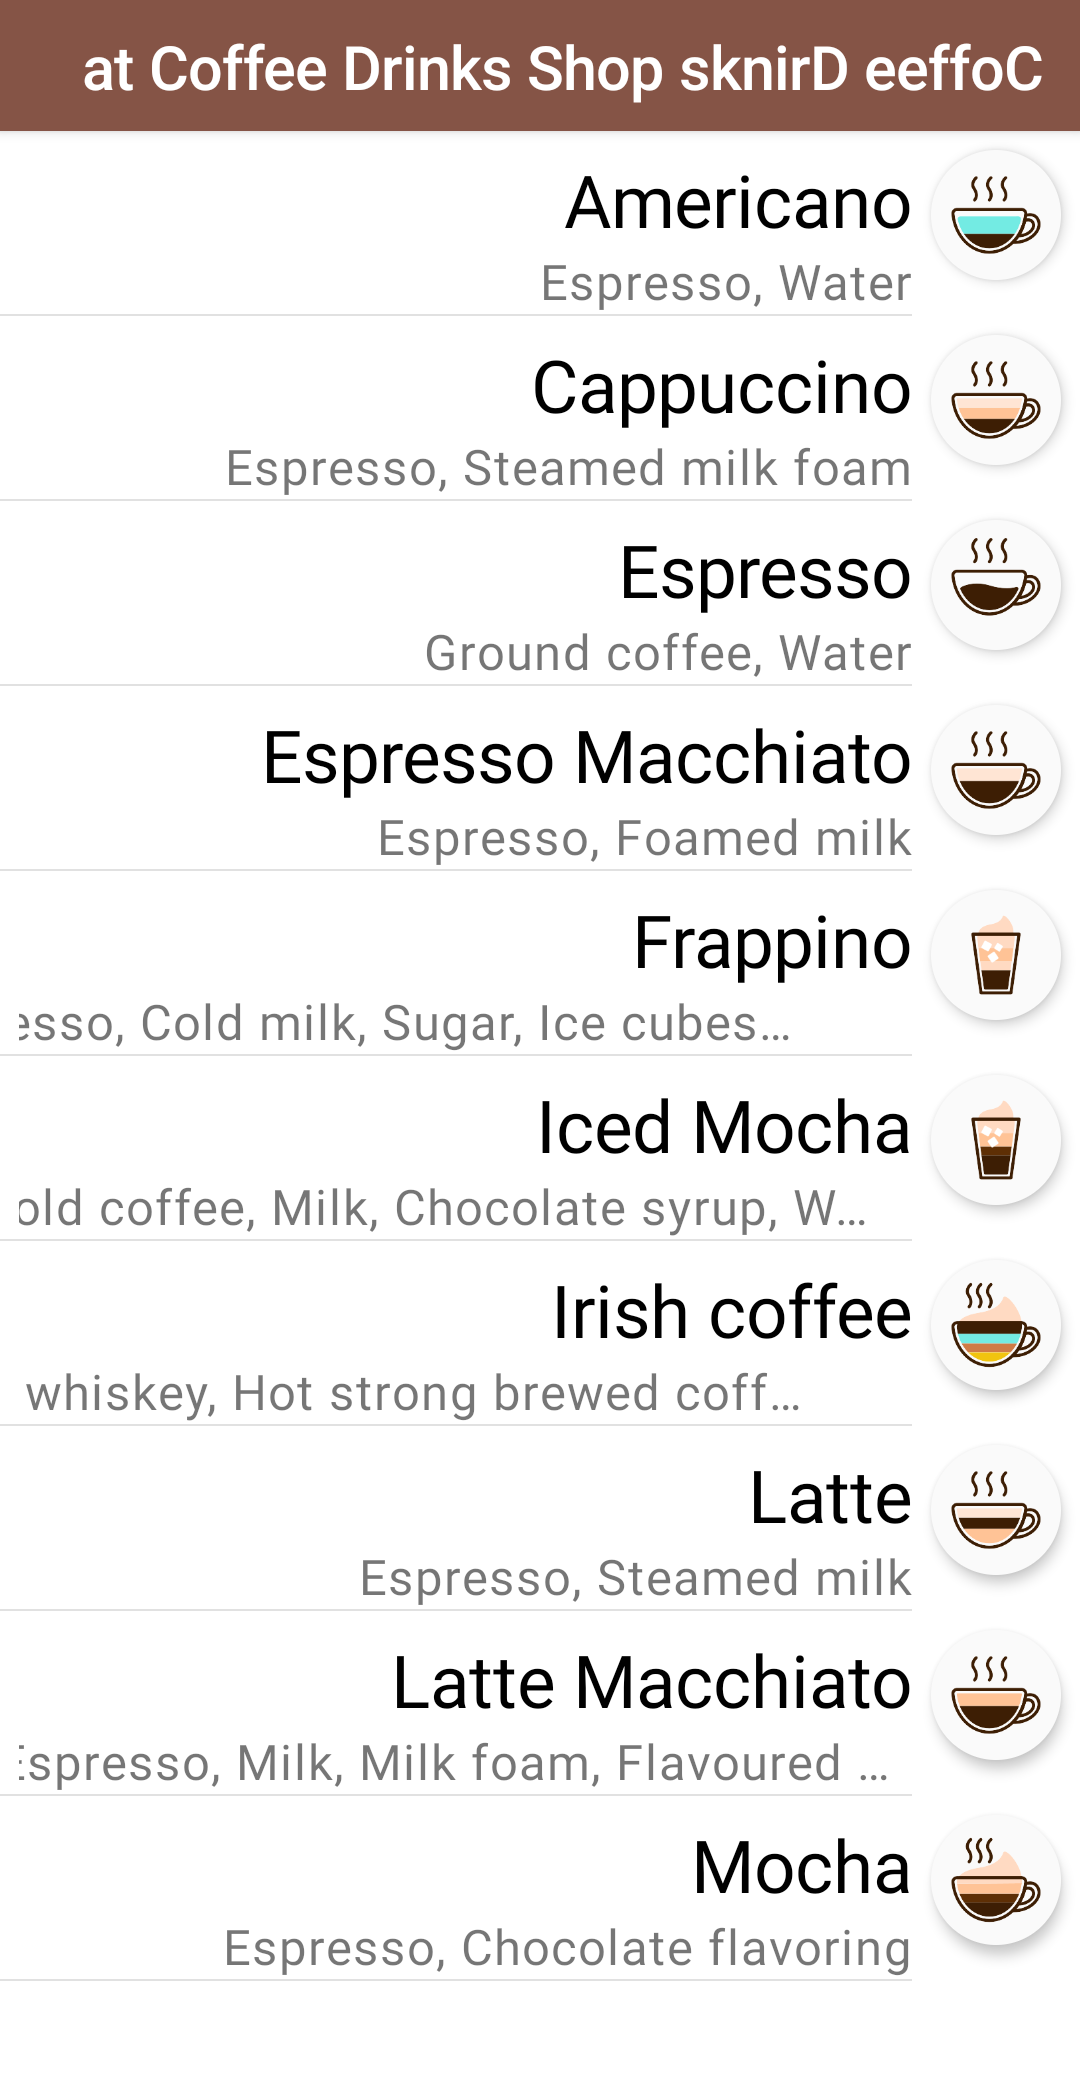 at Coffee Drinks Shop sknirD eeffoC
Americano
Espresso, Water
Cappuccino
Espresso, Steamed milk foam
Espresso
Ground coffee, Water
Espresso Macchiato
Espresso, Foamed milk
Frappino
esso, Cold milk, Sugar, Ice cubes…
Iced Mocha
old coffee, Milk, Chocolate syrup, W…
Irish coffee
whiskey, Hot strong brewed coff…
Latte
Espresso, Steamed milk
Latte Macchiato
Espresso, Milk, Milk foam, Flavoured …
Mocha
Espresso, Chocolate flavoring